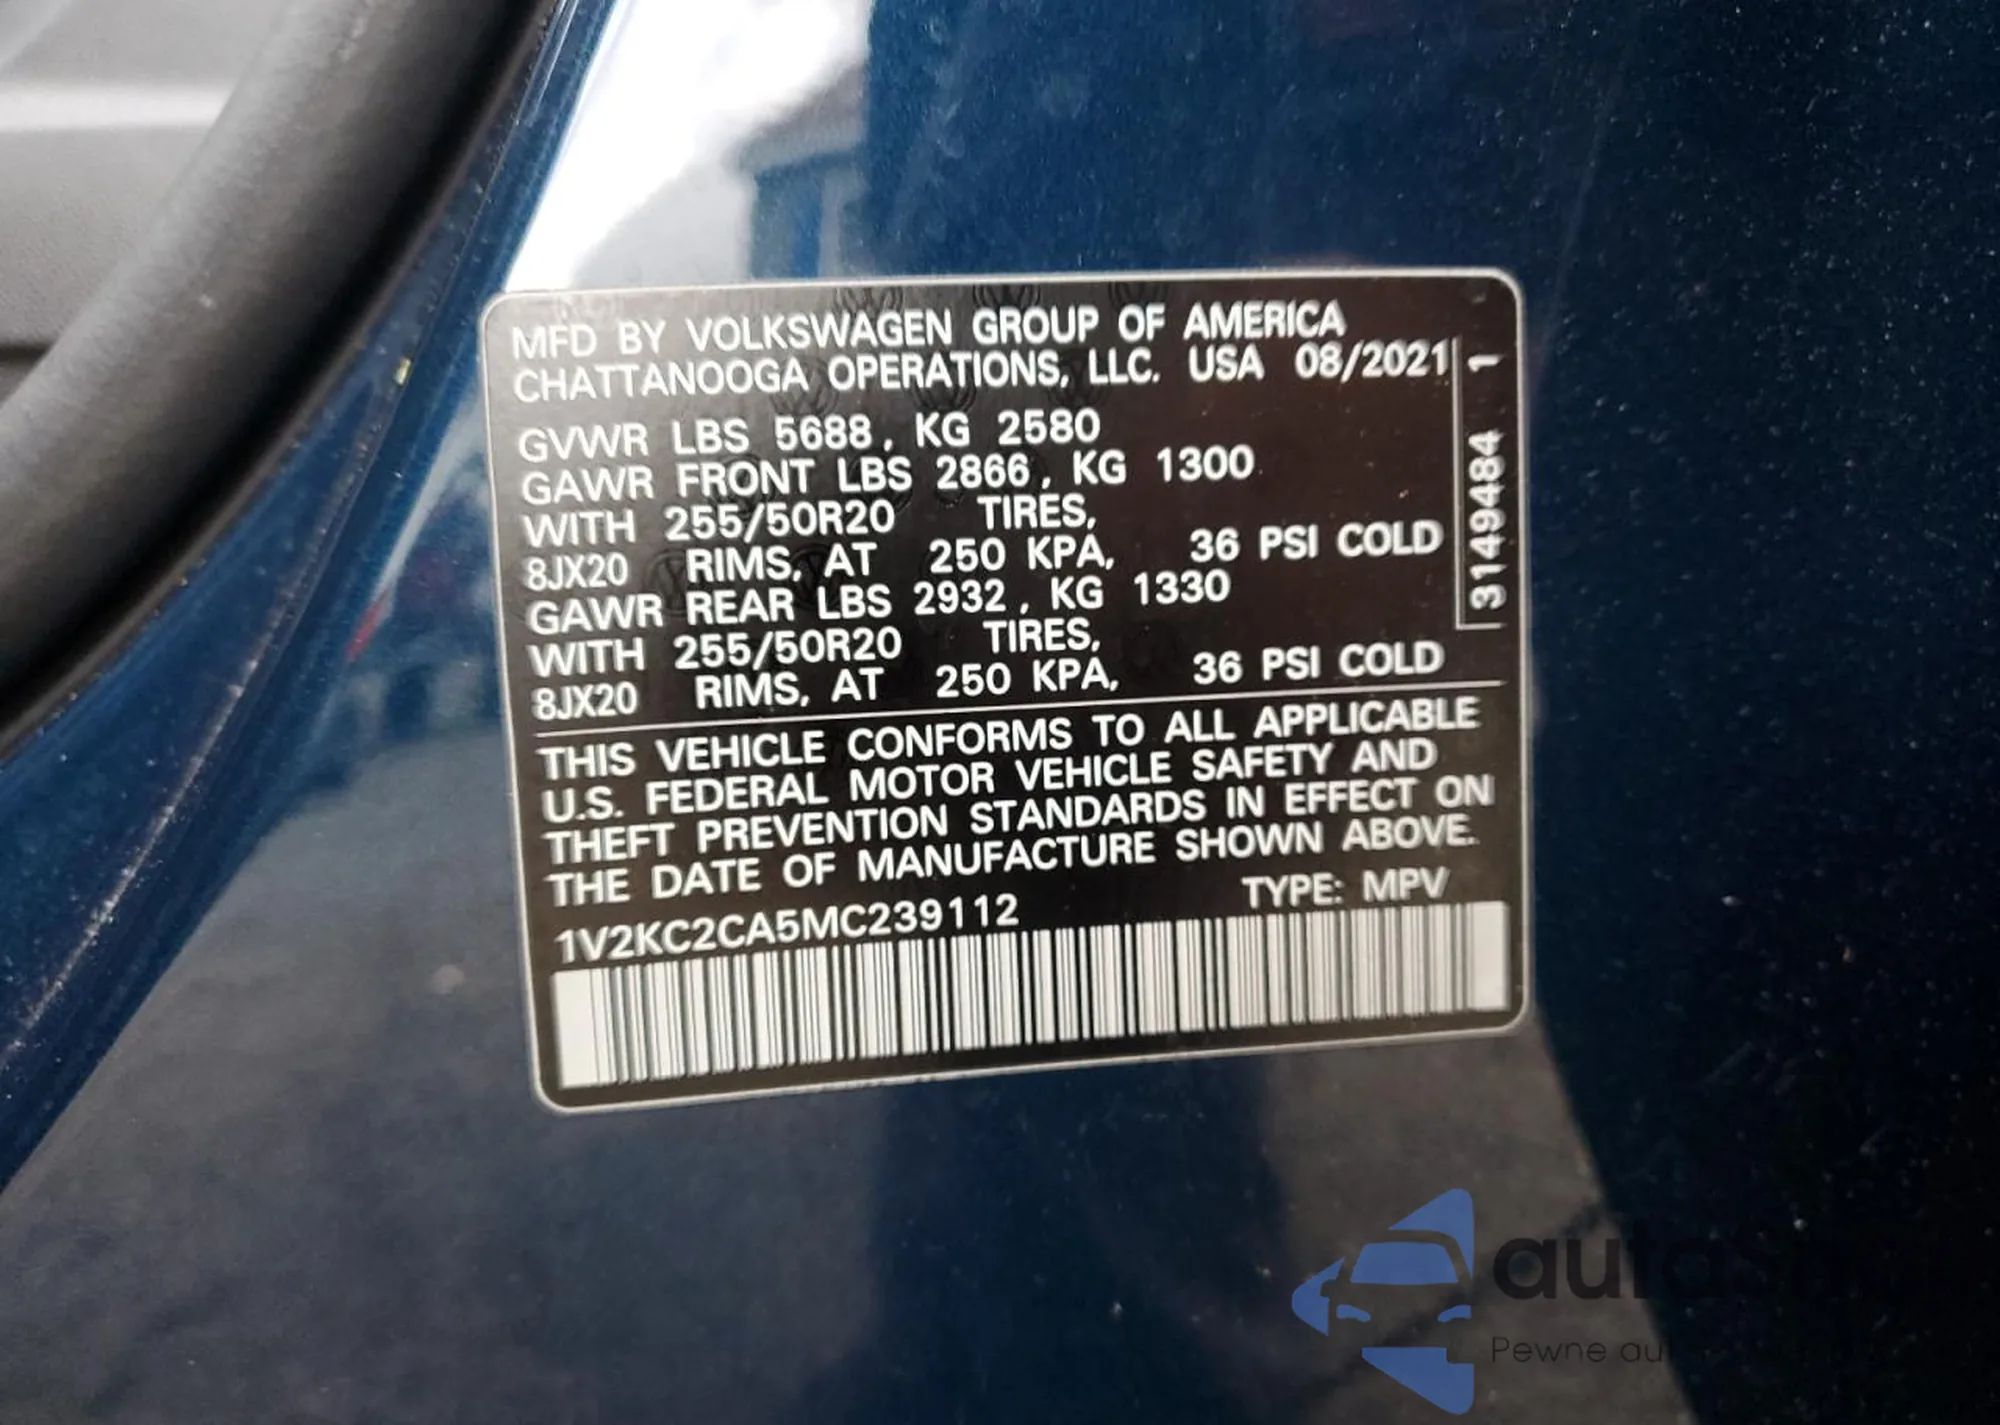 MFD BY VOLKSWAGEN GROUP OF AMERICA
CHATTANOOGA OPERATIONS, LLC. USA 08/2021
GVWR LBS 5688, KG 2580
GAWR FRONT LBS 2866, KG 1300
WITH 255/50R20 TIRES,
8JX20 RIMS, AT 250 KPA, 36 PSI COLD
GAWR REAR LBS 2932, KG 1330
WITH 255/50R20 TIRES,
8JX20 RIMS, AT 250 KPA, 36 PSI COLD
3149484 1
THIS VEHICLE CONFORMS TO ALL APPLICABLE
U.S. FEDERAL MOTOR VEHICLE SAFETY AND
THEFT PREVENTION STANDARDS IN EFFECT ON
THE DATE OF MANUFACTURE SHOWN ABOVE.
1V2KC2CA5MC239112 TYPE: MPV
Pewne